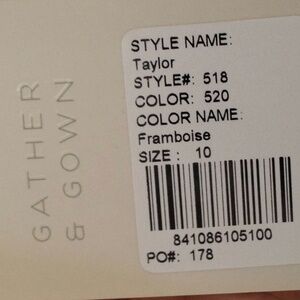 GATHER
& GOWN
STYLE NAME:
Taylor
STYLE#: 518
COLOR: 520
COLOR NAME:
Framboise
SIZE : 10
841086105100
PO#: 178